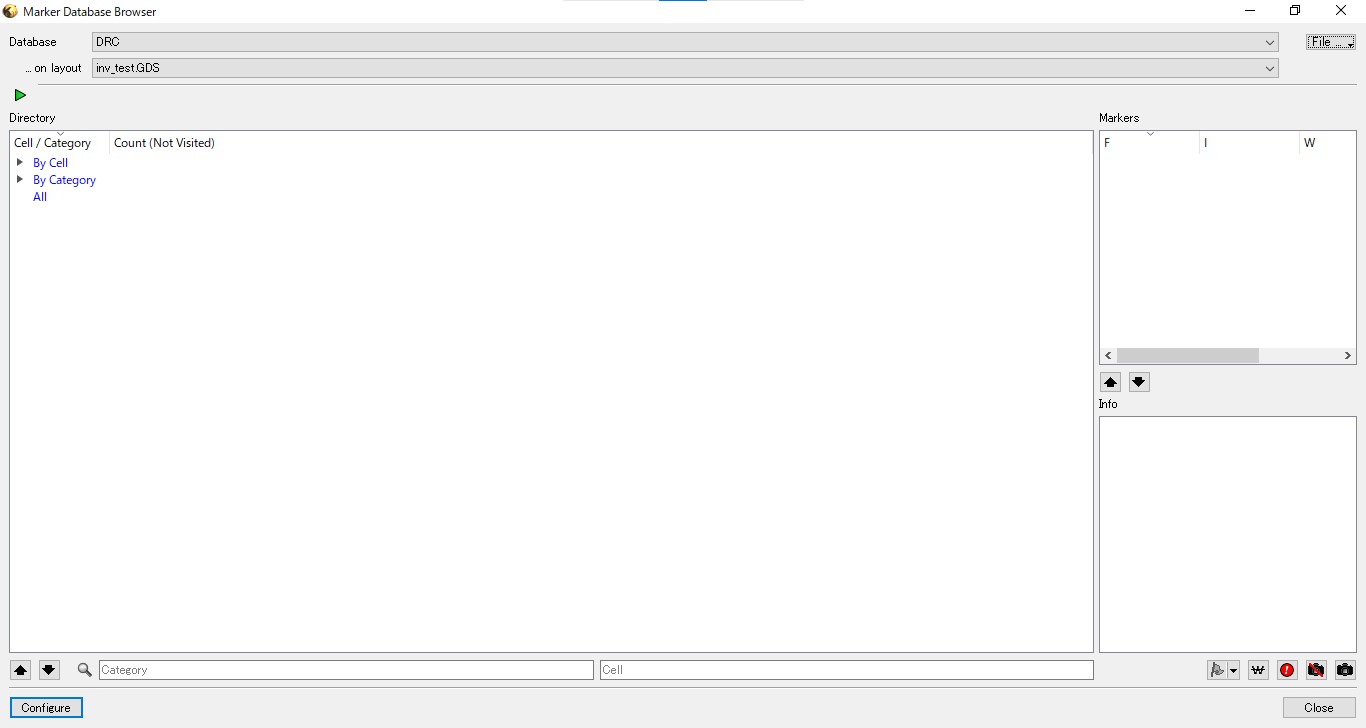 Marker Database Browser
Database DRC File ...
... on layout inv_test.GDS
Directory
Markers
Cell / Category Count (Not Visited)
F I W
By Cell
By Category
All
Info
Category Cell
Configure Close